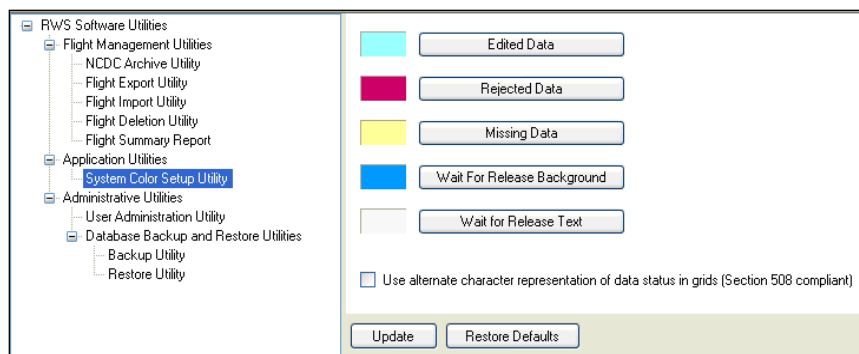 RWS Software Utilities
Flight Management Utilities
NCDC Archive Utility
Flight Export Utility
Flight Import Utility
Flight Deletion Utility
Flight Summary Report
Application Utilities
System Color Setup Utility
Administrative Utilities
User Administration Utility
Database Backup and Restore Utilities
Backup Utility
Restore Utility
Edited Data
Rejected Data
Missing Data
Wait For Release Background
Wait for Release Text
Use alternate character representation of data status in grids (Section 508 compliant)
Update
Restore Defaults